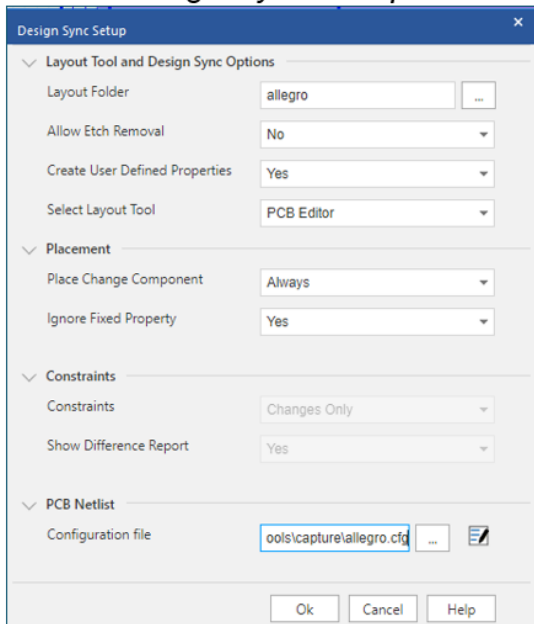 Design Sync Setup
Layout Tool and Design Sync Options
Layout Folder allegro ...
Allow Etch Removal No
Create User Defined Properties Yes
Select Layout Tool PCB Editor
Placement
Place Change Component Always
Ignore Fixed Property Yes
Constraints
Constraints Changes Only
Show Difference Report Yes
PCB Netlist
Configuration file ools\capture\allegro.cfg ...
Ok Cancel Help